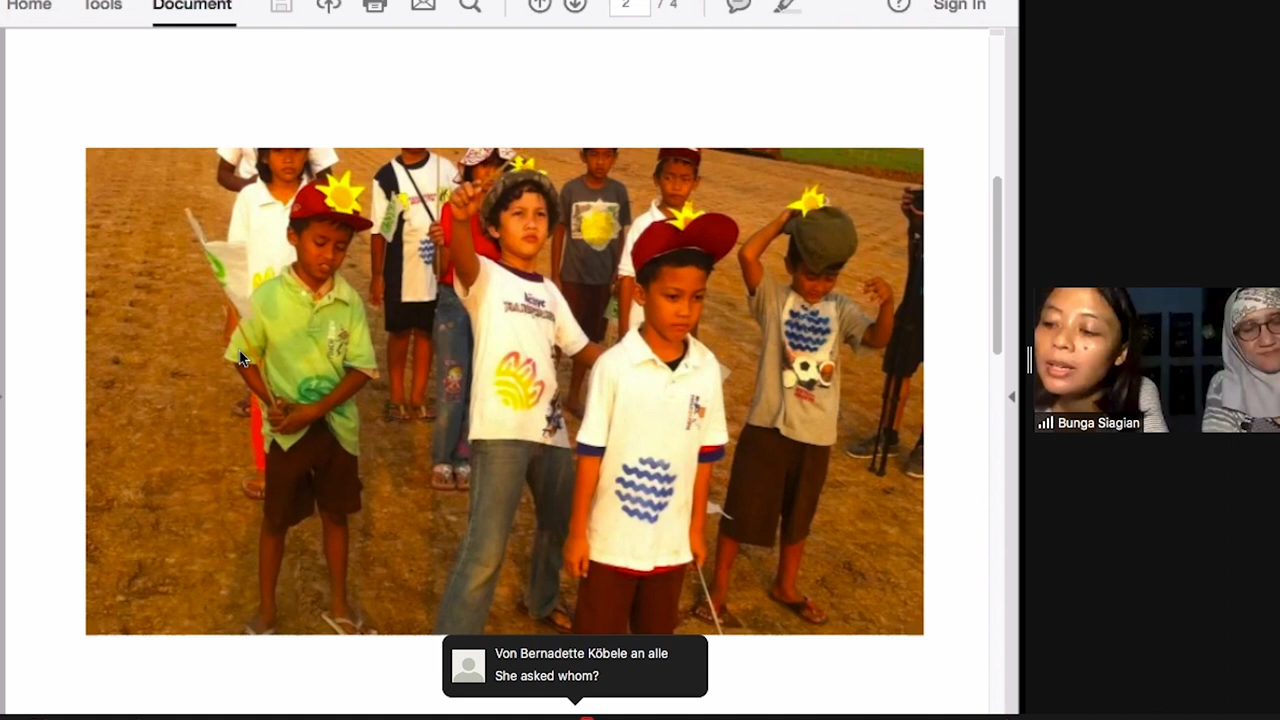 Home Tools Document 2 / 4 Sign In
Bunga Siagian
Von Bernadette Köbele an alle
She asked whom?